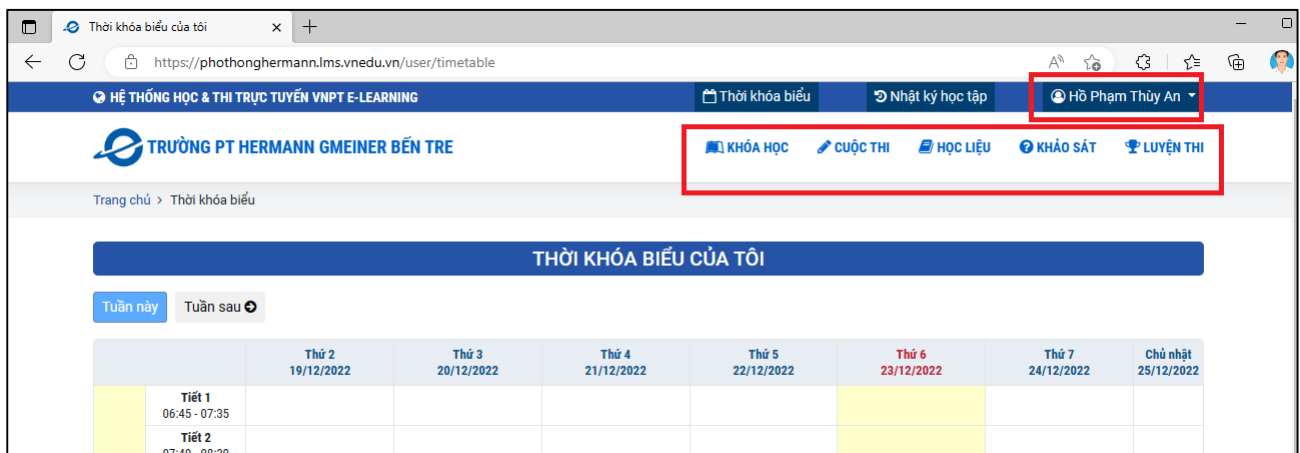 Thời khóa biểu của tôi
https://phothonghermann.lms.vnedu.vn/user/timetable
HỆ THỐNG HỌC & THI TRỰC TUYẾN VNPT E-LEARNING Thời khóa biểu Nhật ký học tập Hồ Phạm Thùy An
TRƯỜNG PT HERMANN GMEINER BẾN TRE KHÓA HỌC CUỘC THI HỌC LIỆU KHẢO SÁT LUYỆN THI
Trang chủ > Thời khóa biểu
THỜI KHÓA BIỂU CỦA TÔI
Tuần này Tuần sau
Thứ 2 Thứ 3 Thứ 4 Thứ 5 Thứ 6 Thứ 7 Chủ nhật
19/12/2022 20/12/2022 21/12/2022 22/12/2022 23/12/2022 24/12/2022 25/12/2022
Tiết 1
06:45 - 07:35
Tiết 2